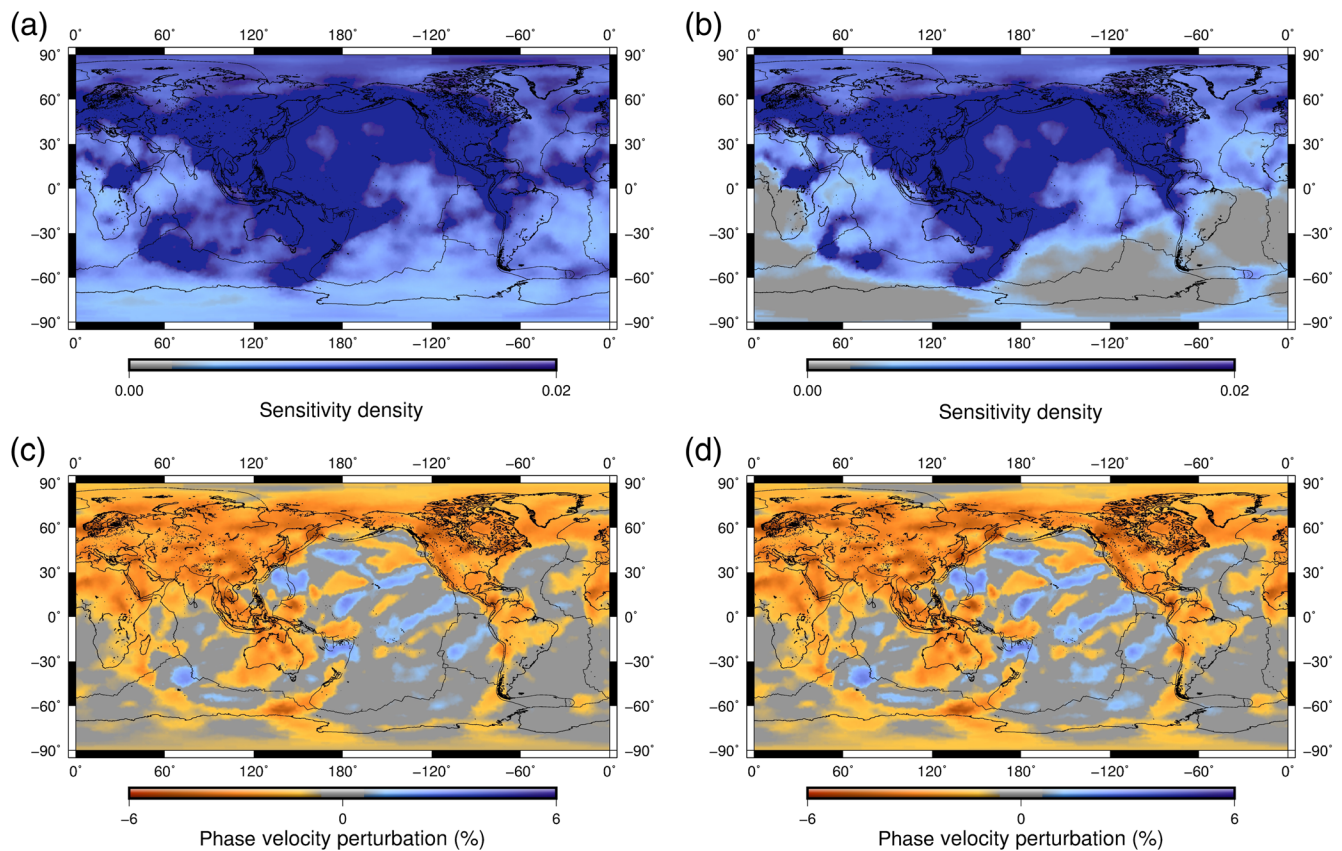 (a)
(b)
0° 60° 120° 180° −120° −60° 0°
0° 60° 120° 180° −120° −60° 0°
90° 90° 90° 90°
60° 60° 60° 60°
30° 30° 30° 30°
0° 0° 0° 0°
−30° −30° −30° −30°
−60° −60° −60° −60°
−90° −90° −90° −90°
0° 60° 120° 180° −120° −60° 0°
0° 60° 120° 180° −120° −60° 0°
0.00 0.02
0.00 0.02
Sensitivity density
Sensitivity density
(c)
(d)
0° 60° 120° 180° −120° −60° 0°
0° 60° 120° 180° −120° −60° 0°
90° 90° 90° 90°
60° 60° 60° 60°
30° 30° 30° 30°
0° 0° 0° 0°
−30° −30° −30° −30°
−60° −60° −60° −60°
−90° −90° −90° −90°
0° 60° 120° 180° −120° −60° 0°
0° 60° 120° 180° −120° −60° 0°
−6 0 6
−6 0 6
Phase velocity perturbation (%)
Phase velocity perturbation (%)